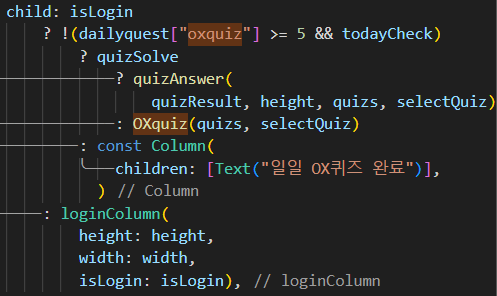 child: isLogin
? !(dailyquest["oxquiz"] >= 5 && todayCheck)
? quizSolve
? quizAnswer(
quizResult, height, quizs, selectQuiz)
: OXquiz(quizs, selectQuiz)
: const Column(
children: [Text("일일 OX퀴즈 완료")],
) // Column
: loginColumn(
height: height,
width: width,
isLogin: isLogin), // loginColumn